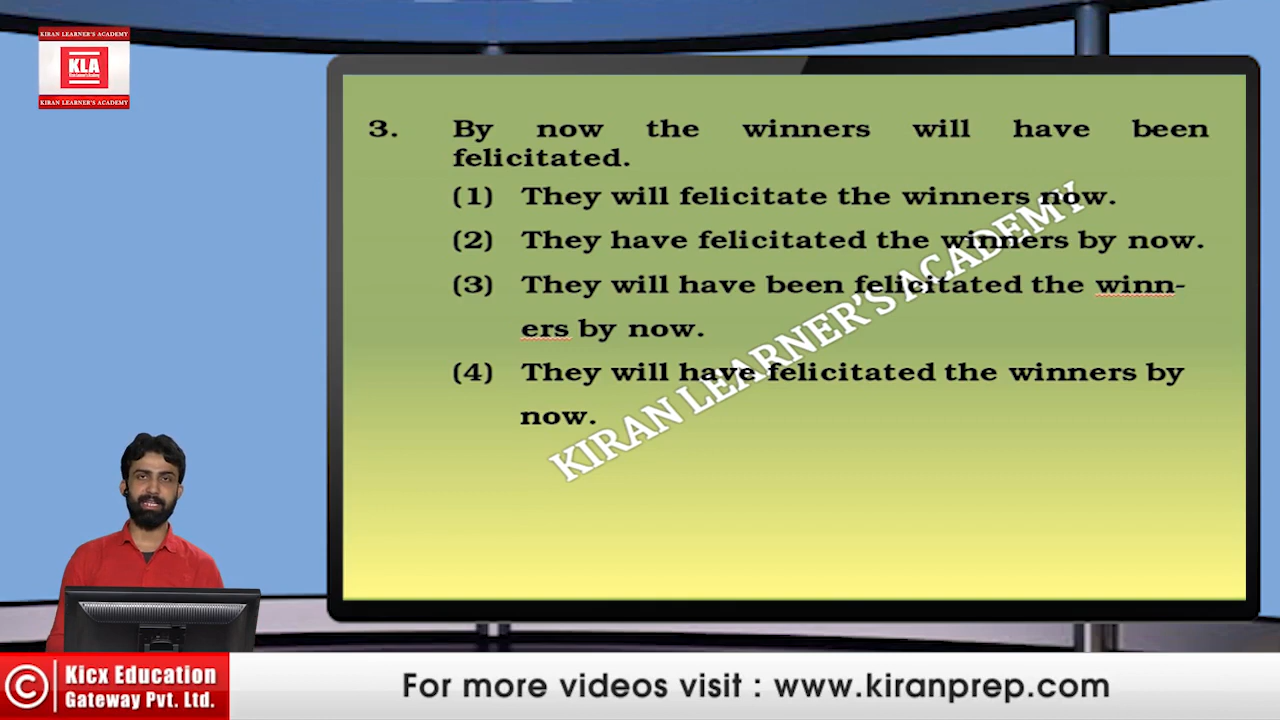 KIRAN LEARNER'S ACADEMY
KLA
Kiran Learner's Academy
KIRAN LEARNER'S ACADEMY
3. By now the winners will have been
felicitated.
(1) They will felicitate the winners now.
(2) They have felicitated the winners by now.
(3) They will have been felicitated the winn-
ers by now.
(4) They will have felicitated the winners by
now.
KIRAN LEARNER'S ACADEMY
© Kicx Education
Gateway Pvt. Ltd.
For more videos visit : www.kiranprep.com